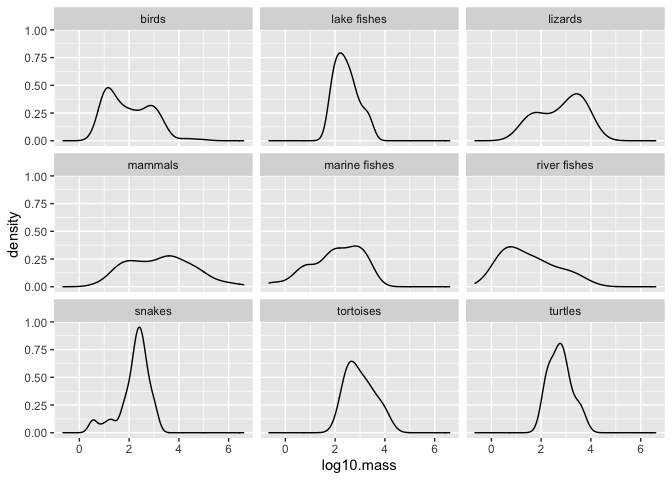 birds lake fishes lizards
1.00
0.75
0.50
0.25
0.00
mammals marine fishes river fishes
1.00
0.75
0.50
0.25
0.00
density
snakes tortoises turtles
1.00
0.75
0.50
0.25
0.00
0 2 4 6 0 2 4 6 0 2 4 6
log10.mass